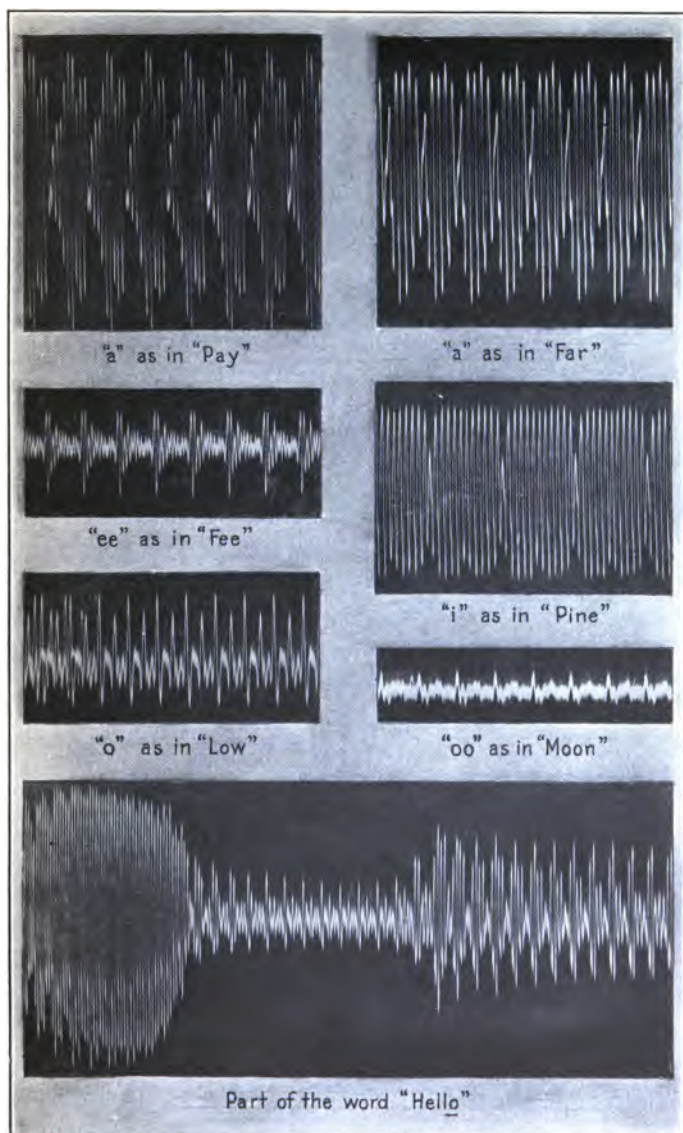 "a" as in "Pay"
"a" as in "Far"
"ee" as in "Fee"
"i" as in "Pine"
"o" as in "Low"
"oo" as in "Moon"
Part of the word "Hello"